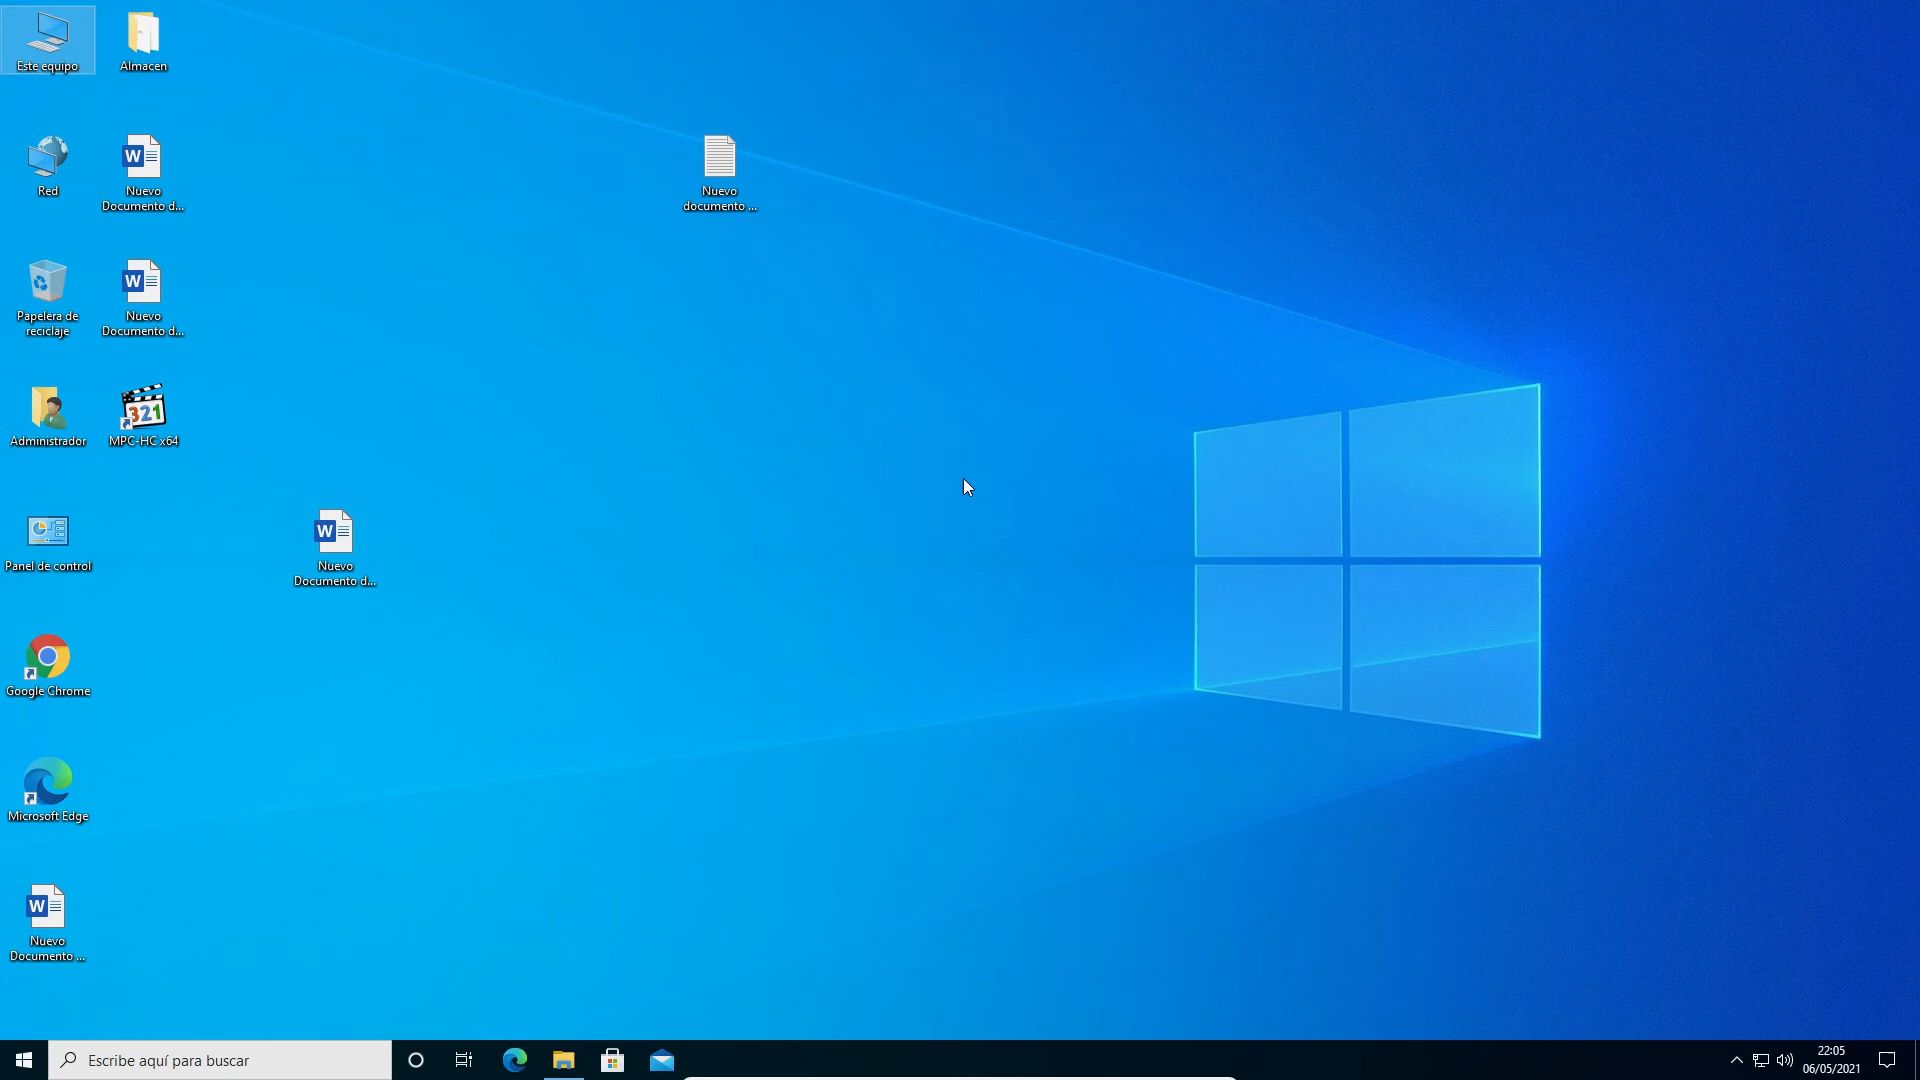 Este equipo
Almacen
Red
Nuevo
Documento d...
Nuevo
documento ...
Papelera de
reciclaje
Nuevo
Documento d...
Administrador
321
MPC-HC x64
Panel de control
W
Nuevo
Documento d...
Google Chrome
Microsoft Edge
W
Nuevo
Documento ...
Escribe aquí para buscar
22:05
06/05/2021